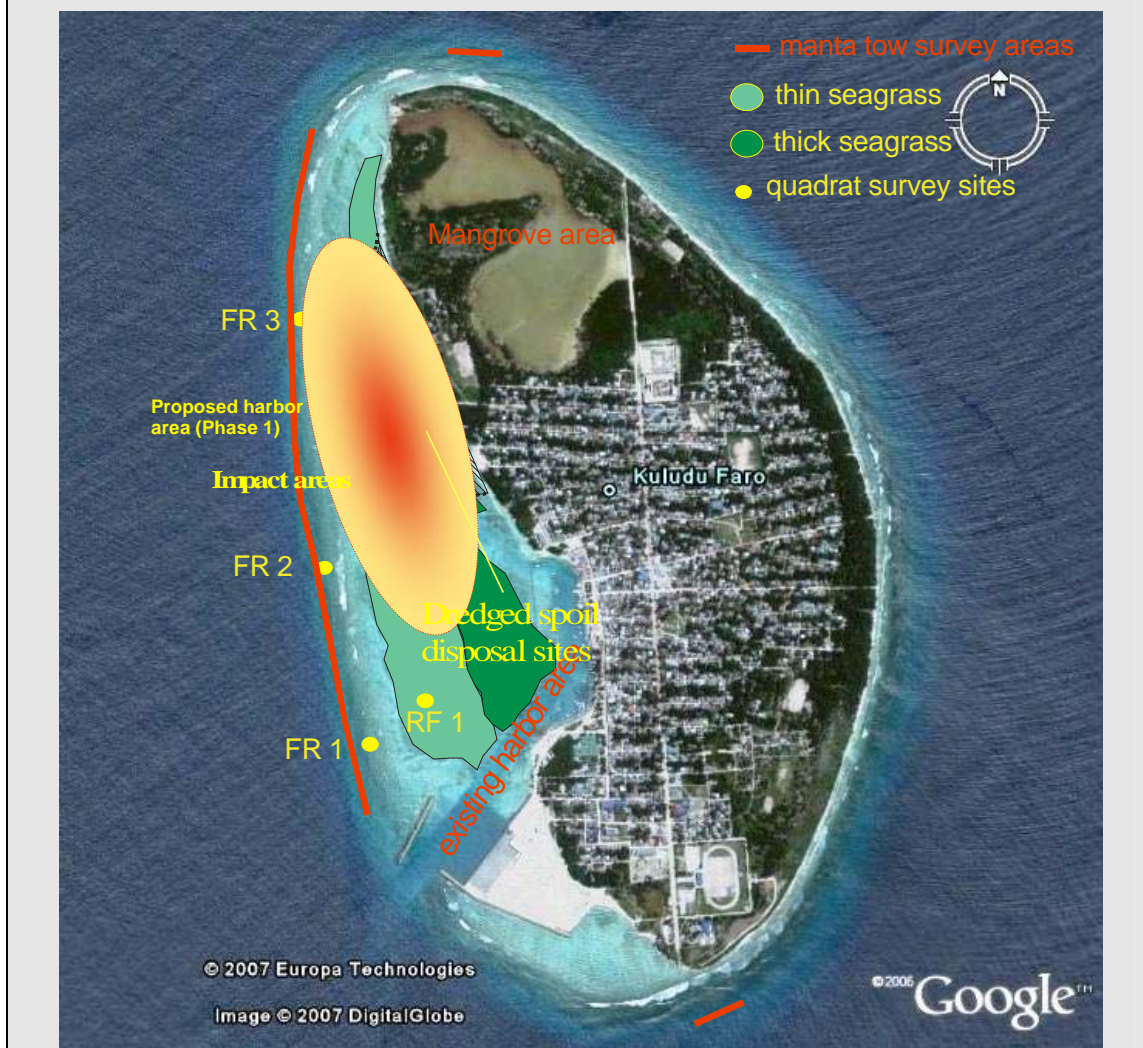 manta tow survey areas
thin seagrass
N
thick seagrass
quadrat survey sites
Mangrove area
FR 3
Proposed harbor
area (Phase 1)
Impact areas
Kuludu Faro
FR 2
Dredged spoil
disposal sites
existing harbor area
RF 1
FR 1
© 2007 Europa Technologies
Image © 2007 DigitalGlobe
©2006 Google™